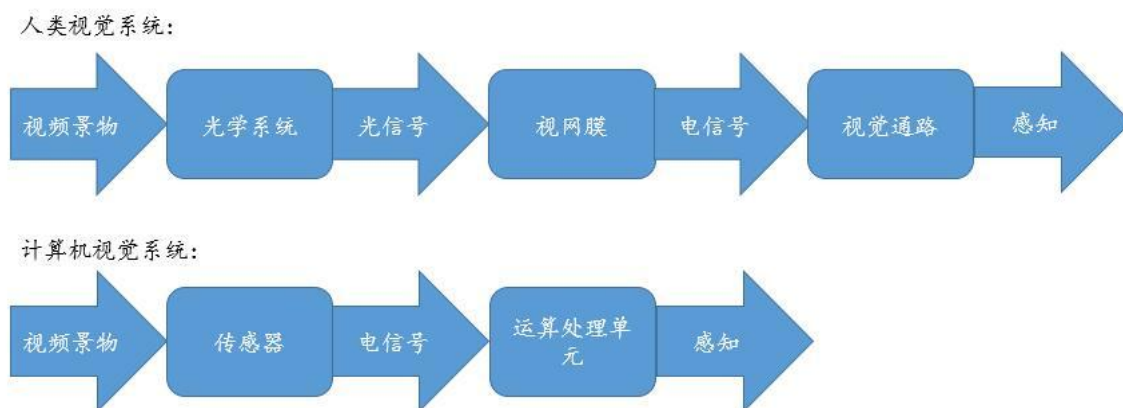 人类视觉系统：
视频景物
光学系统
光信号
视网膜
电信号
视觉通路
感知
计算机视觉系统：
视频景物
传感器
电信号
运算处理单
元
感知